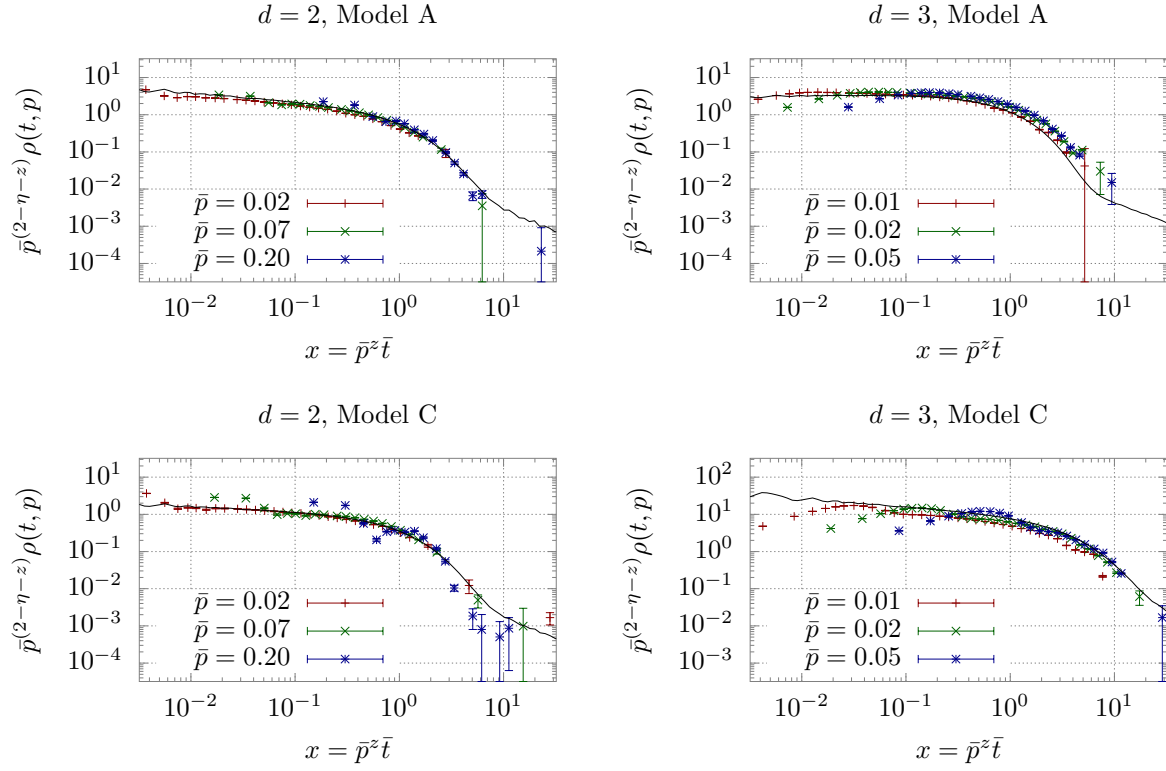 d = 2, Model A
p̄^(2−η−z) ρ(t, p)
10^1
10^0
10^−1
10^−2
10^−3
10^−4
p̄ = 0.02
p̄ = 0.07
p̄ = 0.20
10^−2 10^−1 10^0 10^1
x = p̄^z t̄
d = 3, Model A
p̄^(2−η−z) ρ(t, p)
10^1
10^0
10^−1
10^−2
10^−3
10^−4
p̄ = 0.01
p̄ = 0.02
p̄ = 0.05
10^−2 10^−1 10^0 10^1
x = p̄^z t̄
d = 2, Model C
p̄^(2−η−z) ρ(t, p)
10^1
10^0
10^−1
10^−2
10^−3
10^−4
p̄ = 0.02
p̄ = 0.07
p̄ = 0.20
10^−2 10^−1 10^0 10^1
x = p̄^z t̄
d = 3, Model C
p̄^(2−η−z) ρ(t, p)
10^2
10^1
10^0
10^−1
10^−2
10^−3
p̄ = 0.01
p̄ = 0.02
p̄ = 0.05
10^−2 10^−1 10^0 10^1
x = p̄^z t̄